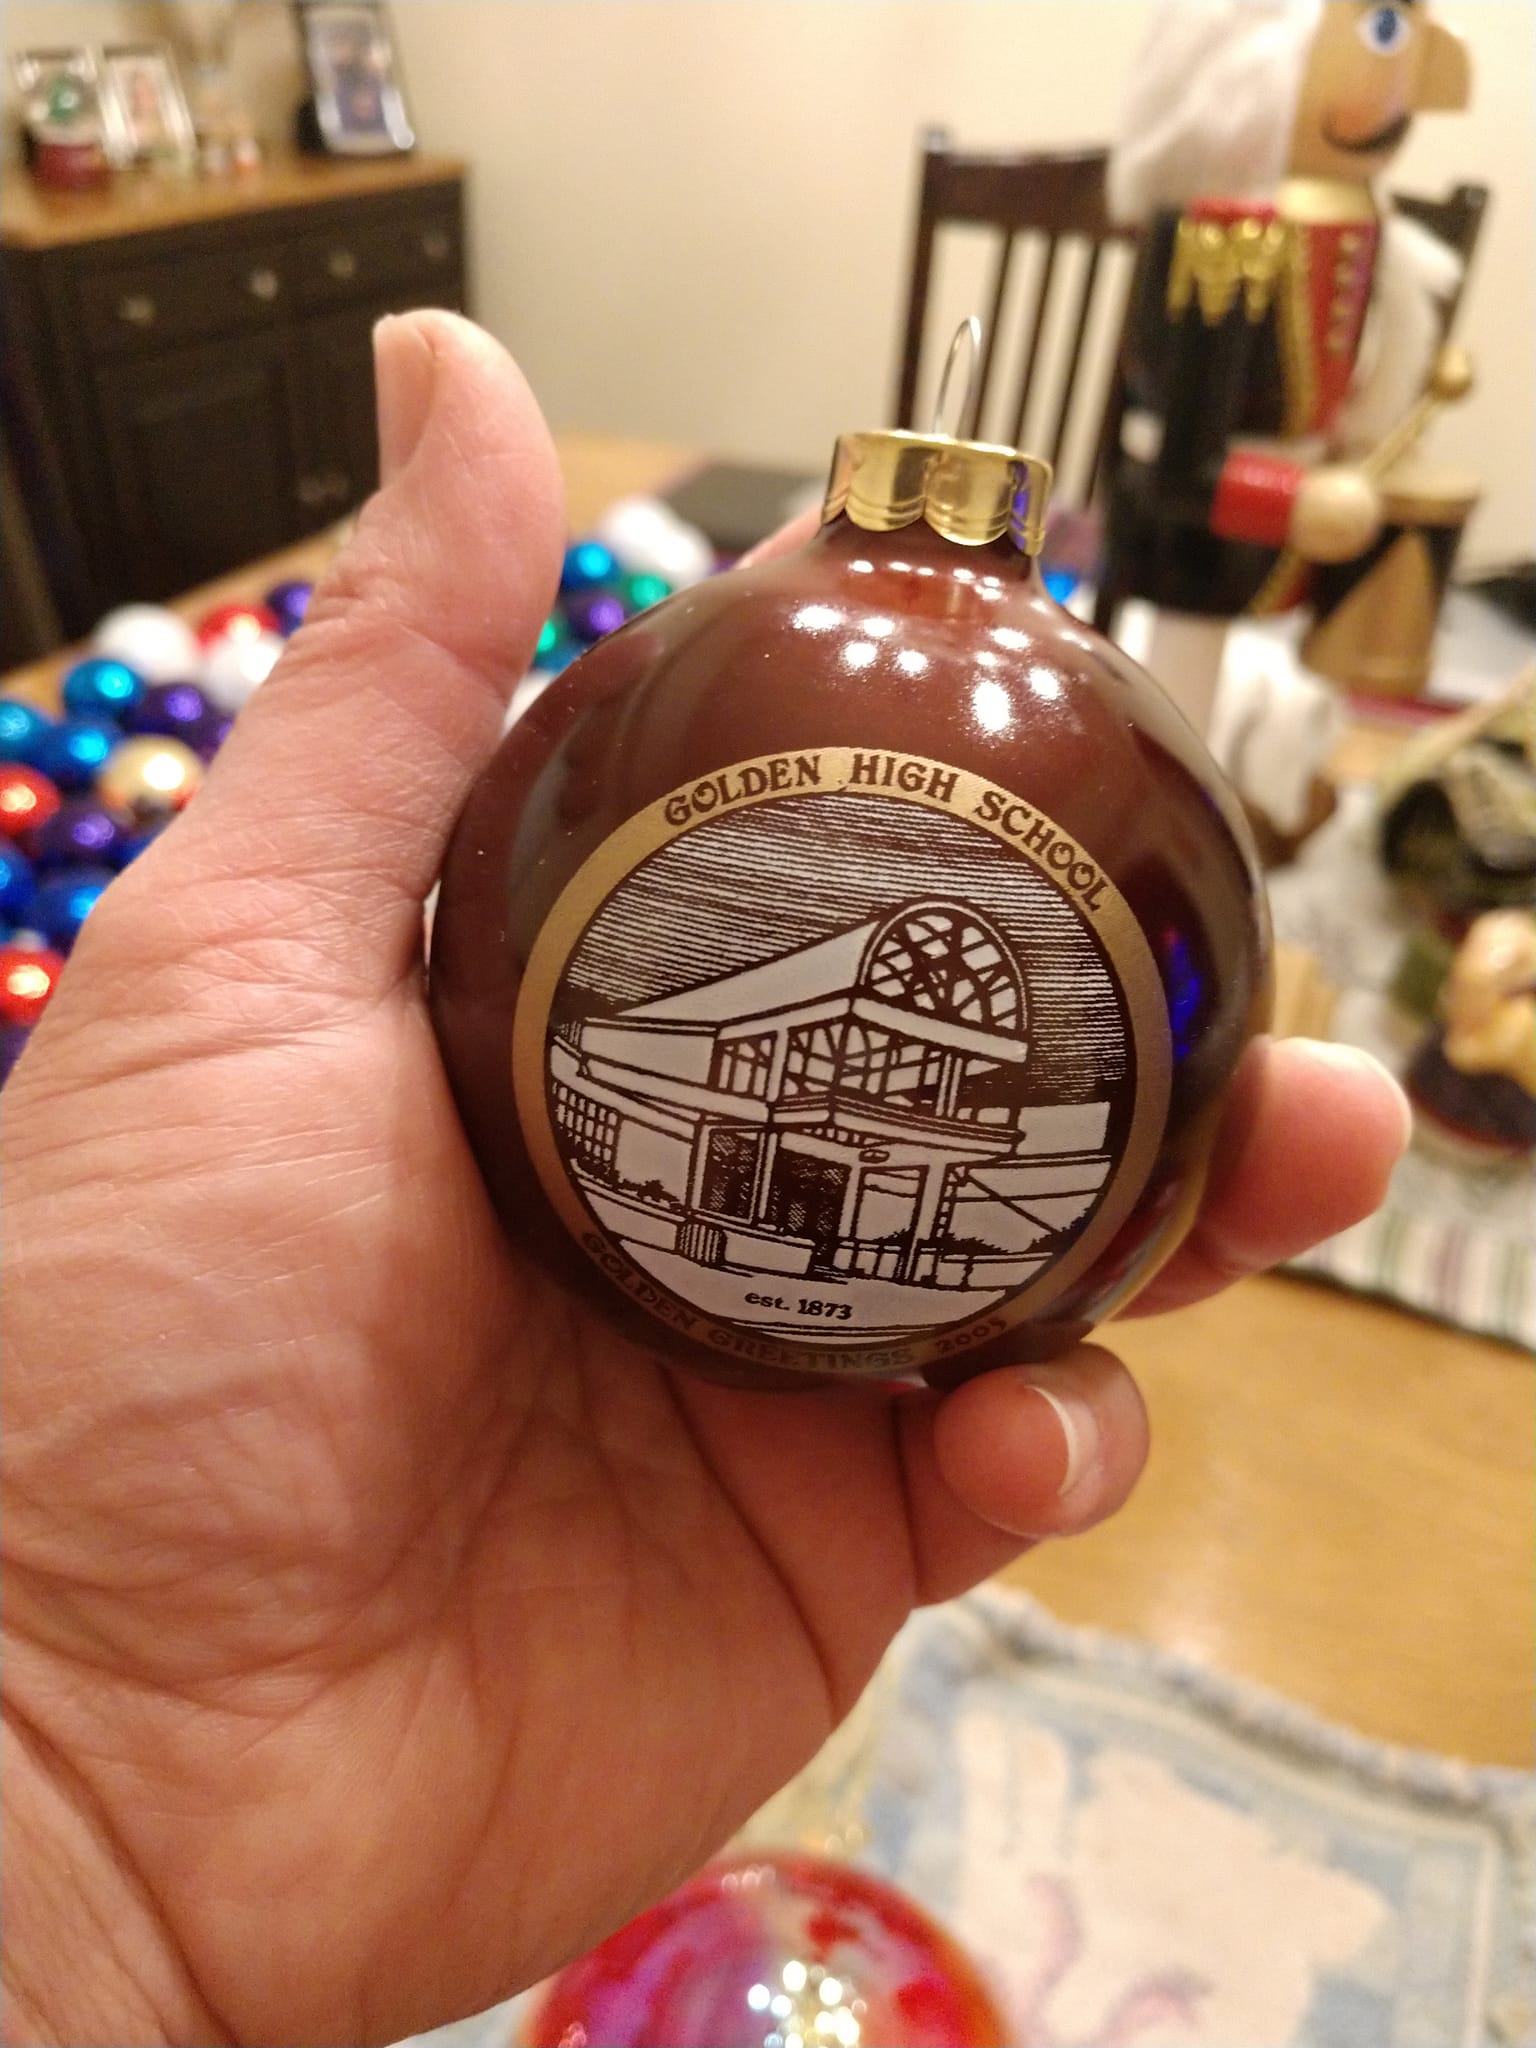 GOLDEN HIGH SCHOOL
est. 1873
GOLDEN GREETINGS 2005